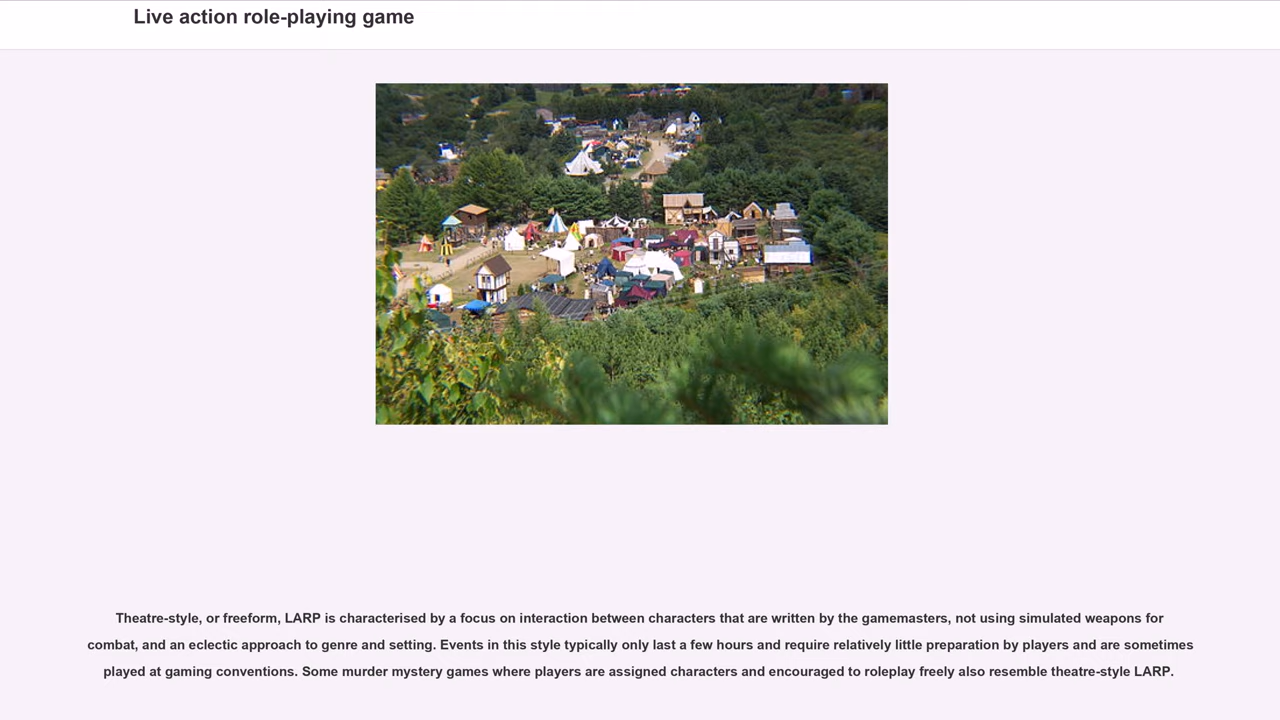 Live action role-playing game
Theatre-style, or freeform, LARP is characterised by a focus on interaction between characters that are written by the gamemasters, not using simulated weapons for
combat, and an eclectic approach to genre and setting. Events in this style typically only last a few hours and require relatively little preparation by players and are sometimes
played at gaming conventions. Some murder mystery games where players are assigned characters and encouraged to roleplay freely also resemble theatre-style LARP.